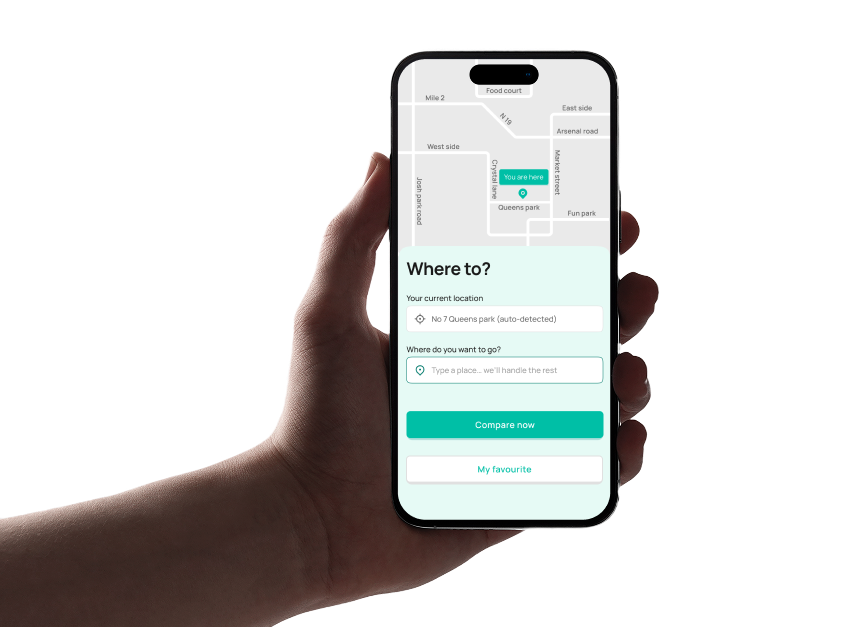 Food court
Mile 2
East side
N 19
Arsenal road
West side
Crystal lane
Market street
You are here
Josh park road
Queens park
Fun park
Where to?
Your current location
No 7 Queens park (auto-detected)
Where do you want to go?
Type a place... we'll handle the rest
Compare now
My favourite